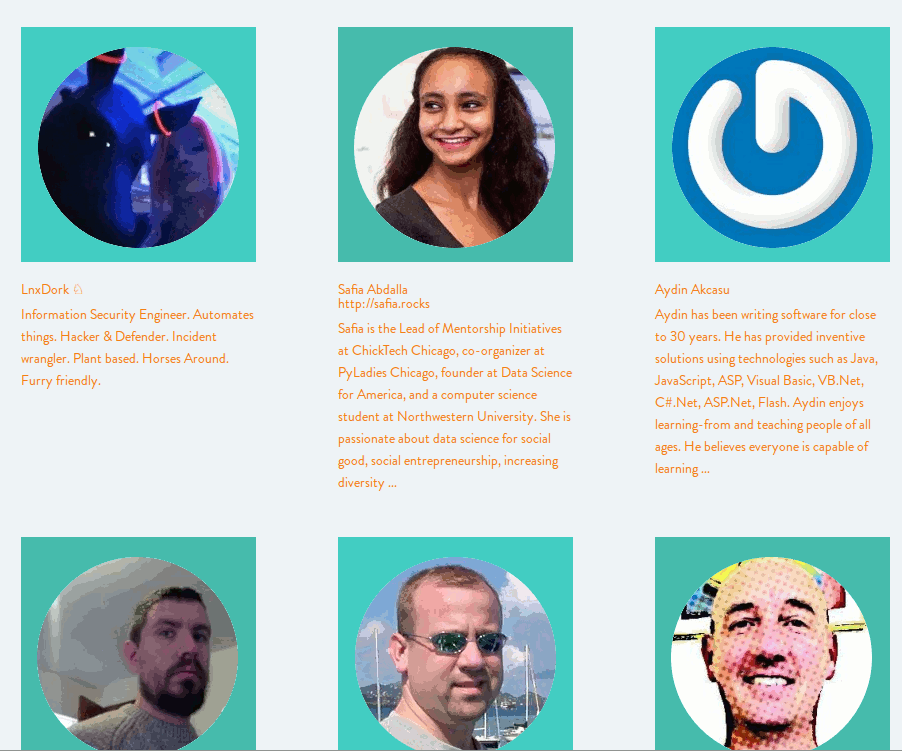 LnxDork ♘
Information Security Engineer. Automates
things. Hacker & Defender. Incident
wrangler. Plant based. Horses Around.
Furry friendly.
Safia Abdalla
http://safia.rocks
Safia is the Lead of Mentorship Initiatives
at ChickTech Chicago, co-organizer at
PyLadies Chicago, founder at Data Science
for America, and a computer science
student at Northwestern University. She is
passionate about data science for social
good, social entrepreneurship, increasing
diversity ...
Aydin Akcasu
Aydin has been writing software for close
to 30 years. He has provided inventive
solutions using technologies such as Java,
JavaScript, ASP, Visual Basic, VB.Net,
C#.Net, ASP.Net, Flash. Aydin enjoys
learning-from and teaching people of all
ages. He believes everyone is capable of
learning ...